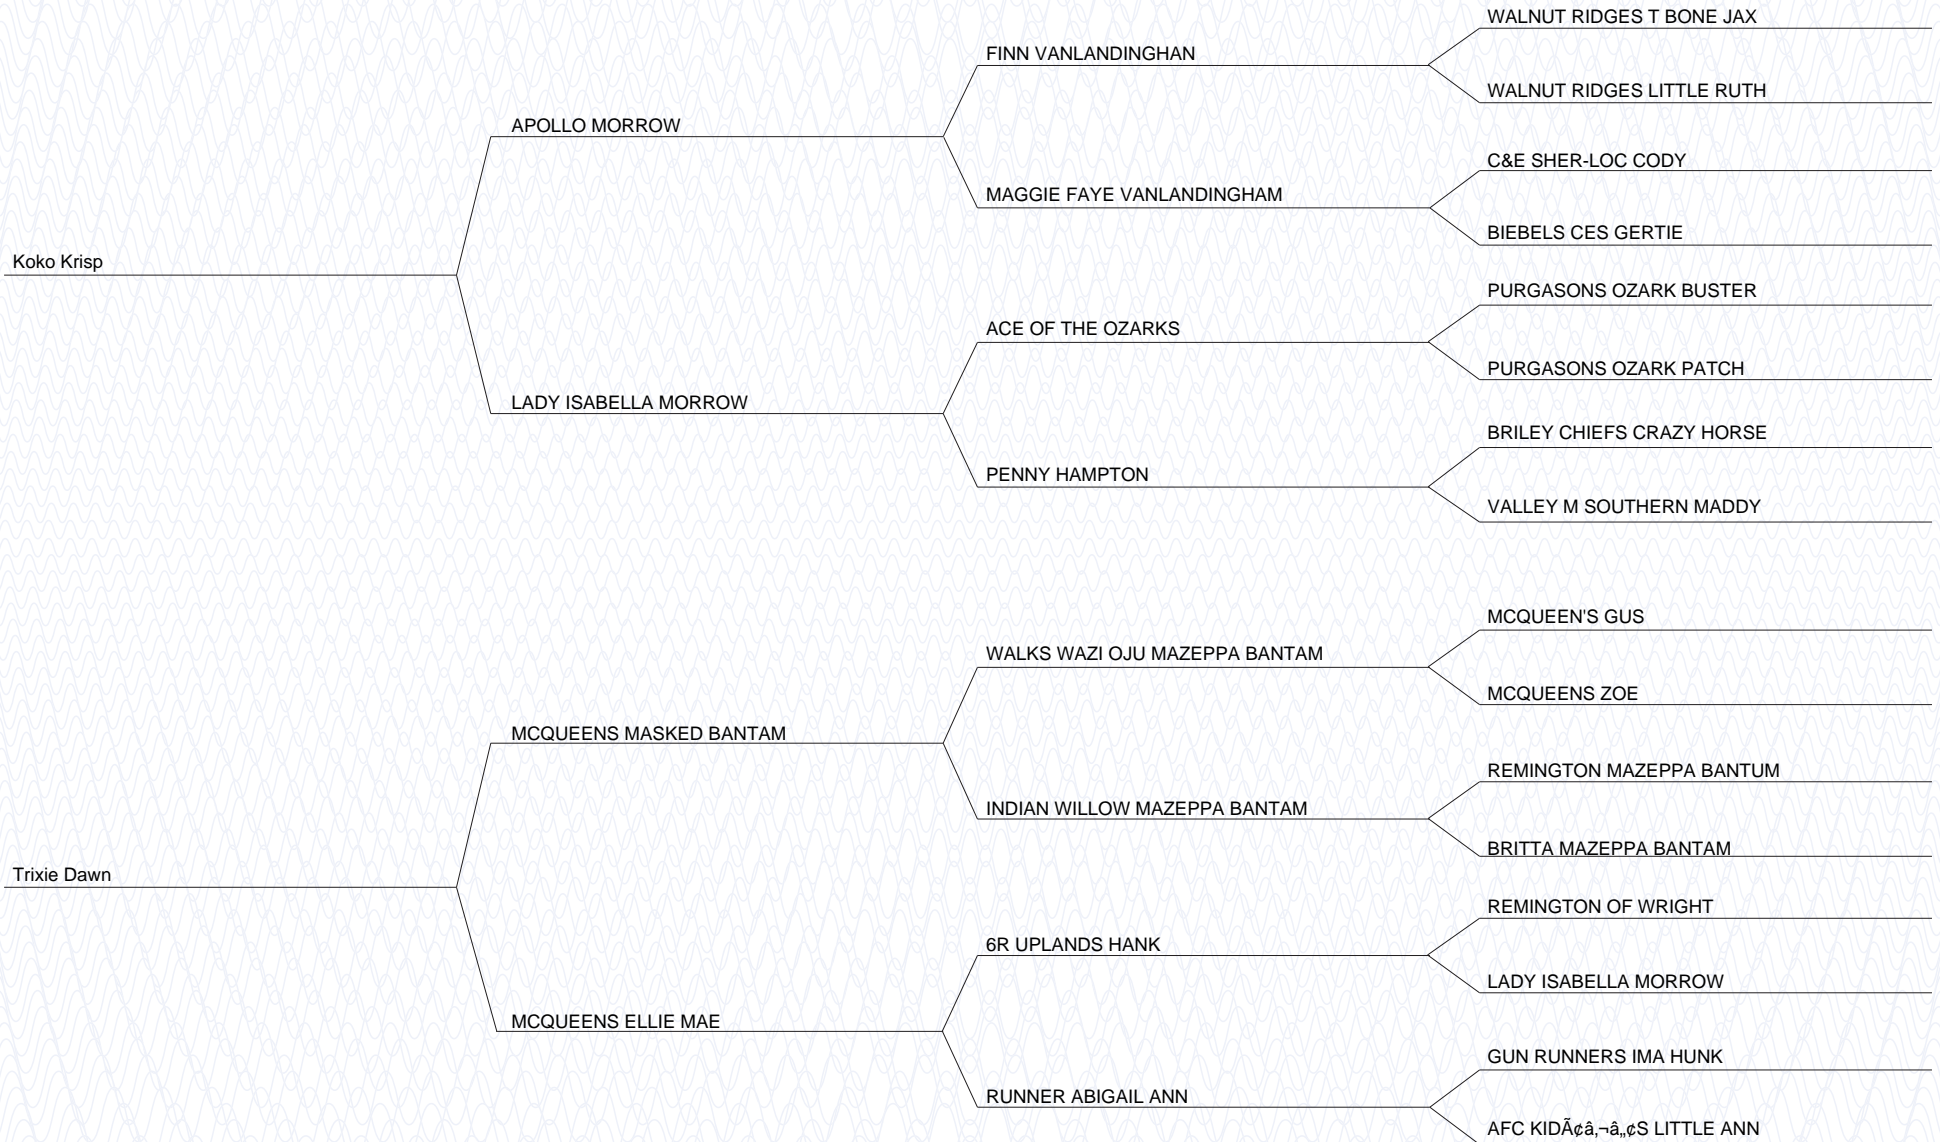 WALNUT RIDGES T BONE JAX
FINN VANLANDINGHAN
WALNUT RIDGES LITTLE RUTH
APOLLO MORROW
C&E SHER-LOC CODY
MAGGIE FAYE VANLANDINGHAM
BIEBELS CES GERTIE
Koko Krisp
PURGASONS OZARK BUSTER
ACE OF THE OZARKS
PURGASONS OZARK PATCH
LADY ISABELLA MORROW
BRILEY CHIEFS CRAZY HORSE
PENNY HAMPTON
VALLEY M SOUTHERN MADDY
MCQUEEN'S GUS
WALKS WAZI OJU MAZEPPA BANTAM
MCQUEENS ZOE
MCQUEENS MASKED BANTAM
REMINGTON MAZEPPA BANTUM
INDIAN WILLOW MAZEPPA BANTAM
BRITTA MAZEPPA BANTAM
Trixie Dawn
REMINGTON OF WRIGHT
6R UPLANDS HANK
LADY ISABELLA MORROW
MCQUEENS ELLIE MAE
GUN RUNNERS IMA HUNK
RUNNER ABIGAIL ANN
AFC KIDÃ¢â‚¬â„¢S LITTLE ANN